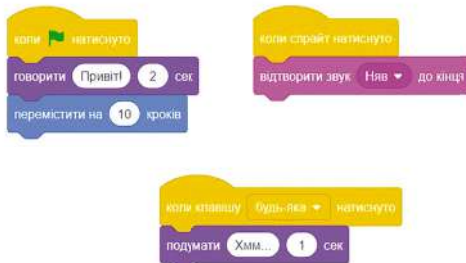 коли натиснуто
говорити Привіт! 2 сек
перемістити на 10 кроків
коли спрайт натиснуто
відтворити звук Няв до кінця
коли клавішу будь-яка натиснуто
подумати Хмм... 1 сек